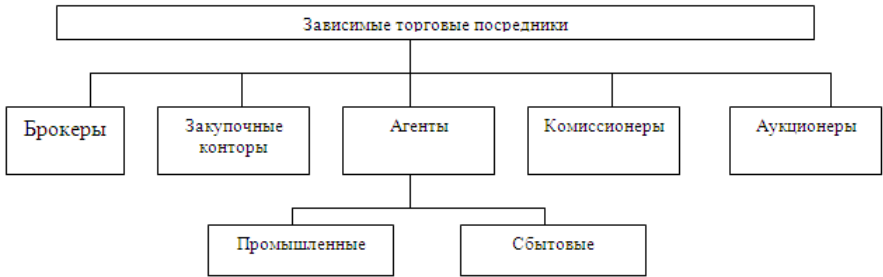 Зависимые торговые посредники
Брокеры
Закупочные
конторы
Агенты
Комиссионеры
Аукционеры
Промышленные
Сбытовые